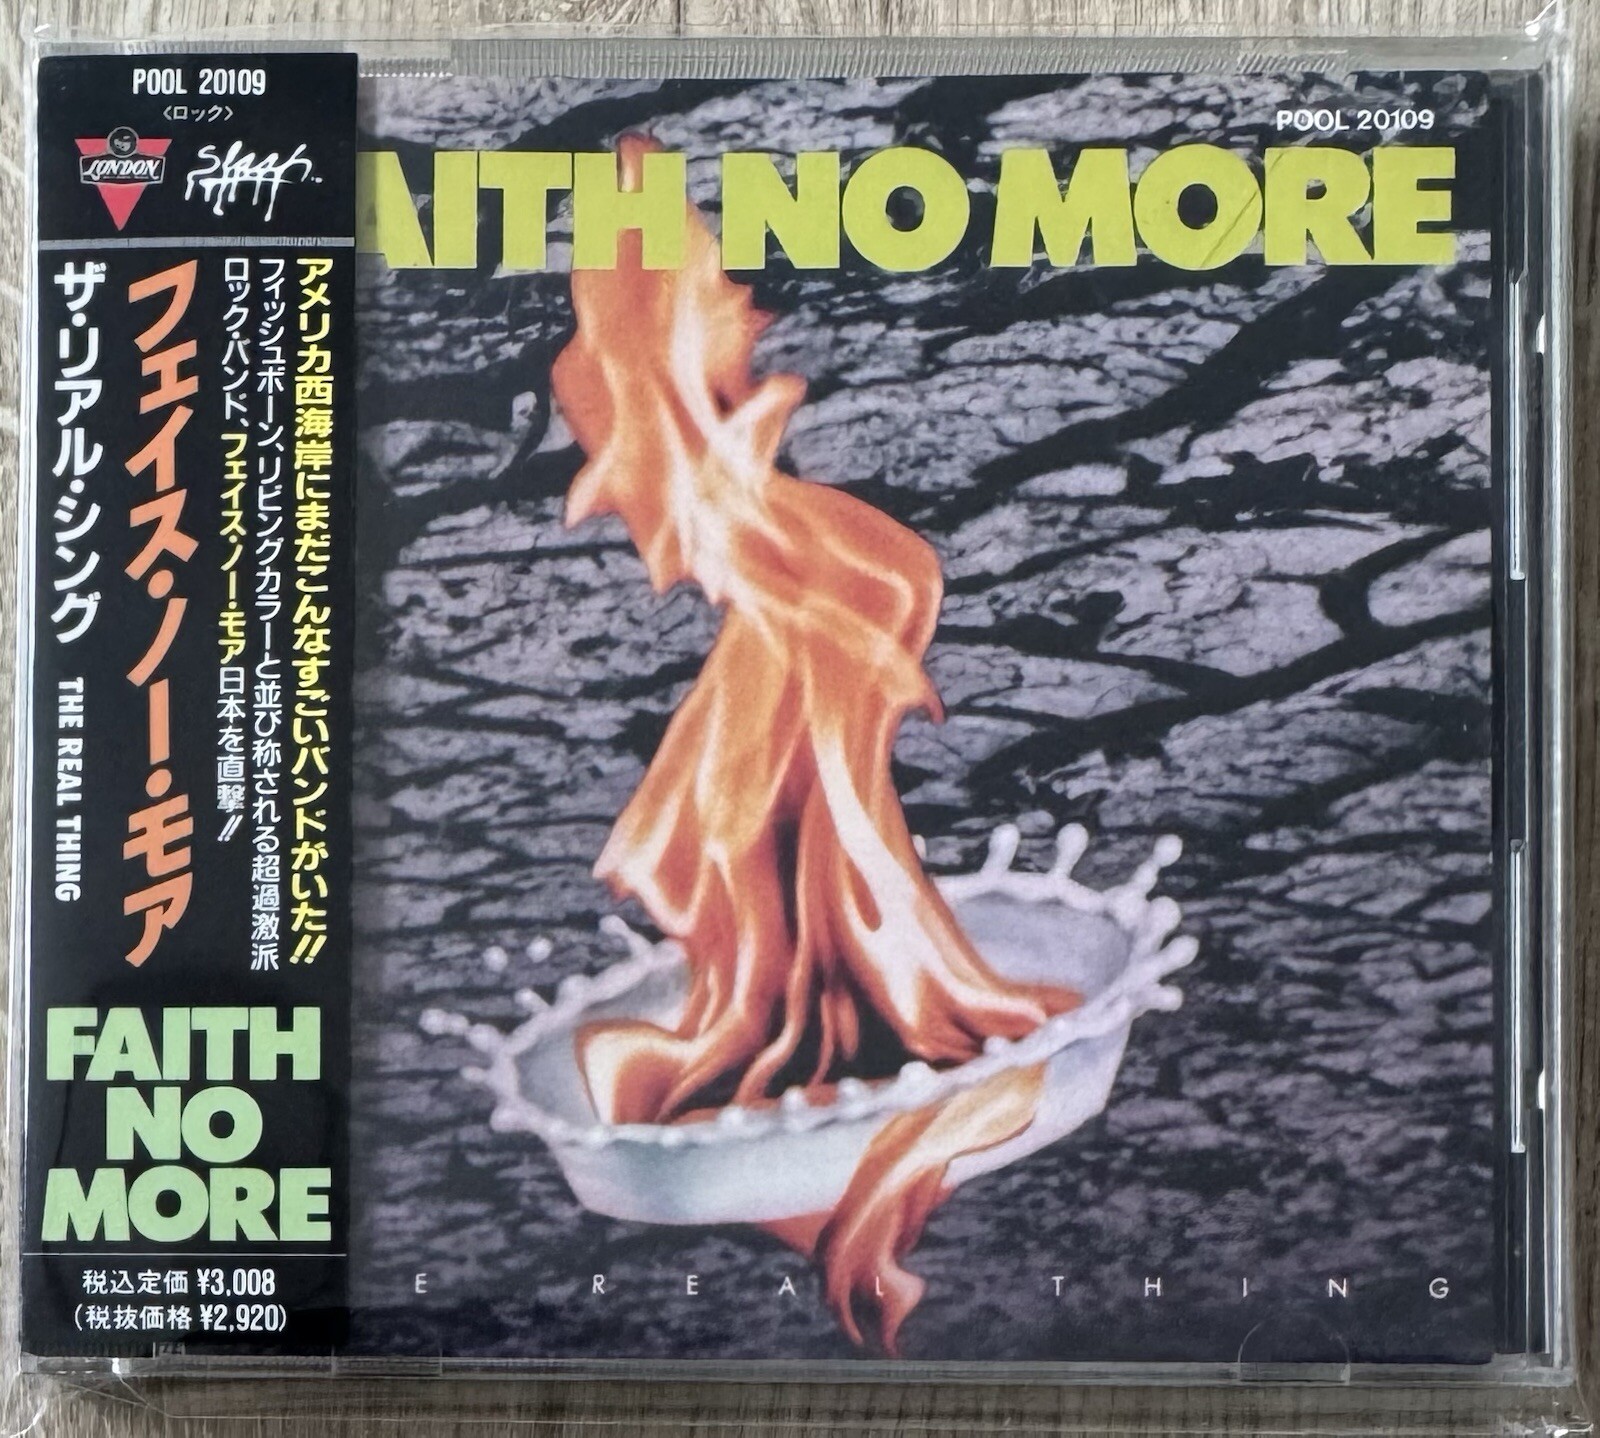 POOL 20109
〈ロック〉
LONDON
Slash
アメリカ西海岸にまだこんなすごいバンドがいた!!
フィッシュボーン、リビングカラーと並び称される超過激派
ロック・バンド、フェイス・ノー・モア日本を直撃!!
フェイス・ノー・モア
ザ・リアル・シング THE REAL THING
FAITH
NO
MORE
税込定価 ¥3,008
(税抜価格 ¥2,920)
POOL 20109
AITH NO MORE
E REAL THING